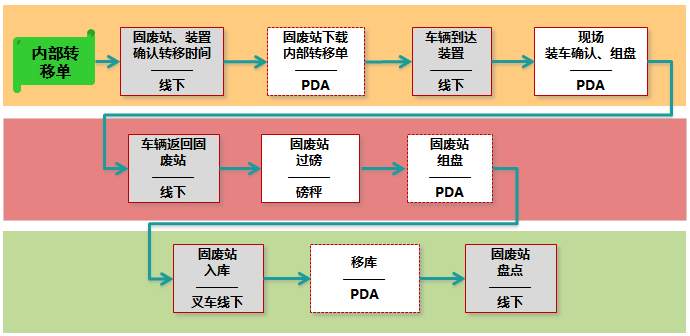 内部转
移单
固废站、装置
确认转移时间
线下
固废站下载
内部转移单
PDA
车辆到达
装置
线下
现场
装车确认、组盘
PDA
车辆返回固
废站
线下
固废站
过磅
磅秤
固废站
组盘
PDA
固废站
入库
叉车线下
移库
PDA
固废站
盘点
线下